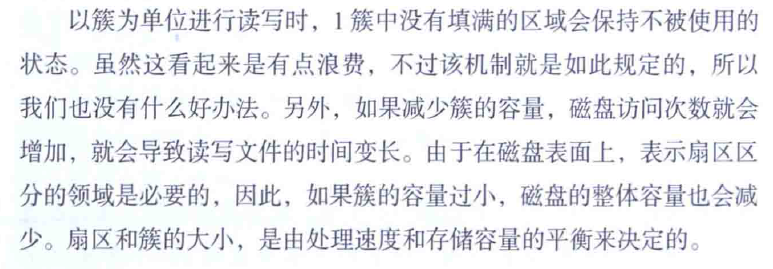 以簇为单位进行读写时，1 簇中没有填满的区域会保持不被使用的
状态。虽然这看起来是有点浪费，不过该机制就是如此规定的，所以
我们也没有什么好办法。另外，如果减少簇的容量，磁盘访问次数就会
增加，就会导致读写文件的时间变长。由于在磁盘表面上，表示扇区区
分的领域是必要的，因此，如果簇的容量过小，磁盘的整体容量也会减
少。扇区和簇的大小，是由处理速度和存储容量的平衡来决定的。